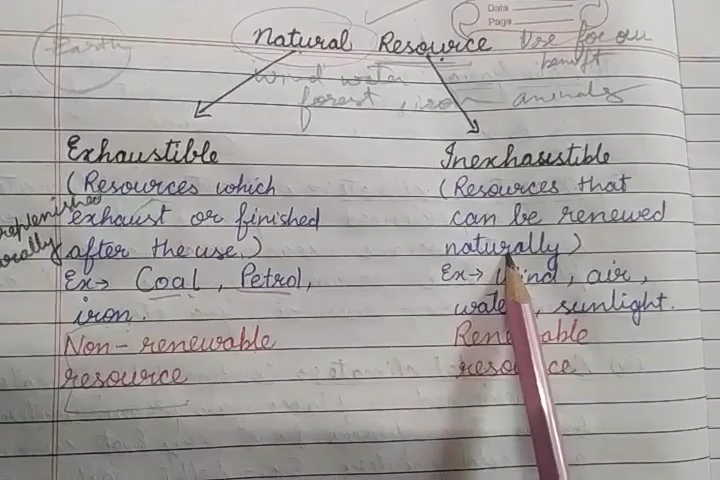 Data
Page
Earth
Natural Resource Use for our
benefit
wind water
forest, iron animals
Exhaustible
(Resources which
exhaust or finished
after the use.)
Ex→ Coal, Petrol,
iron.
Non-renewable
resource
replenished
Inexhaustible
(Resources that
can be renewed
naturally)
Ex→ wind, air,
water, sunlight.
Renewable
resource